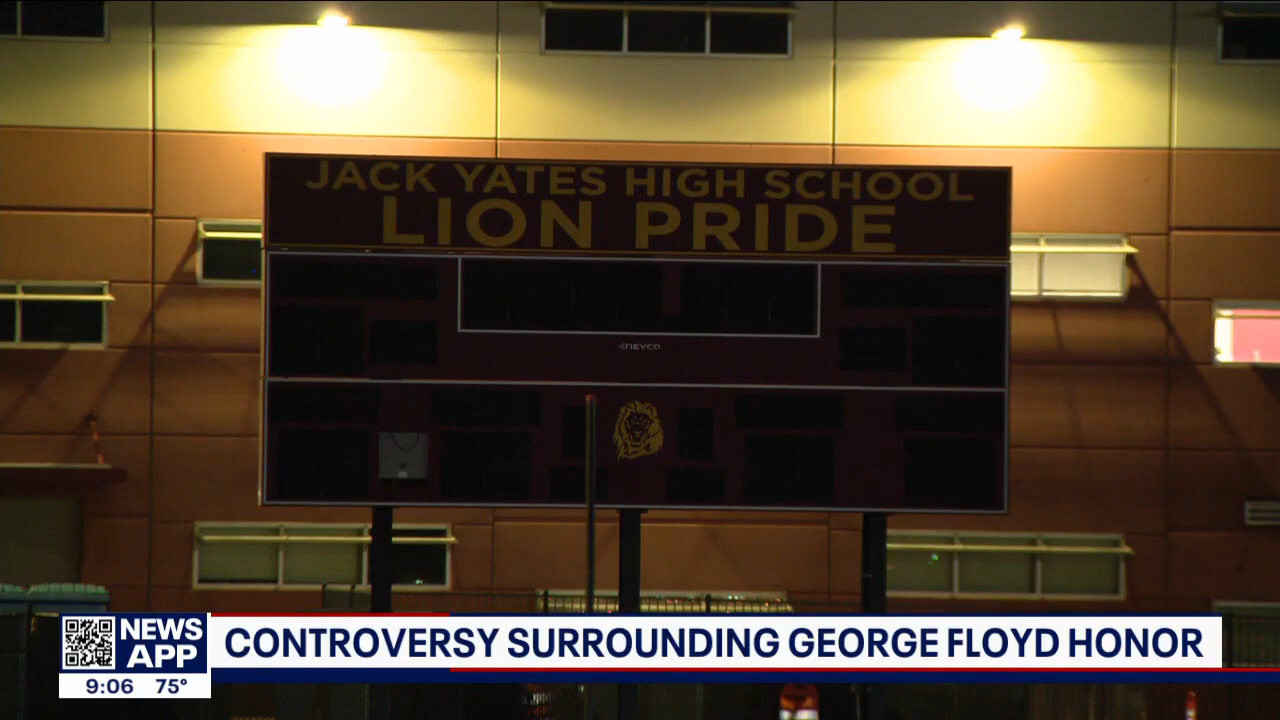 JACK YATES HIGH SCHOOL
LION PRIDE
NEVCO
NEWS
APP
CONTROVERSY SURROUNDING GEORGE FLOYD HONOR
9:06 75°